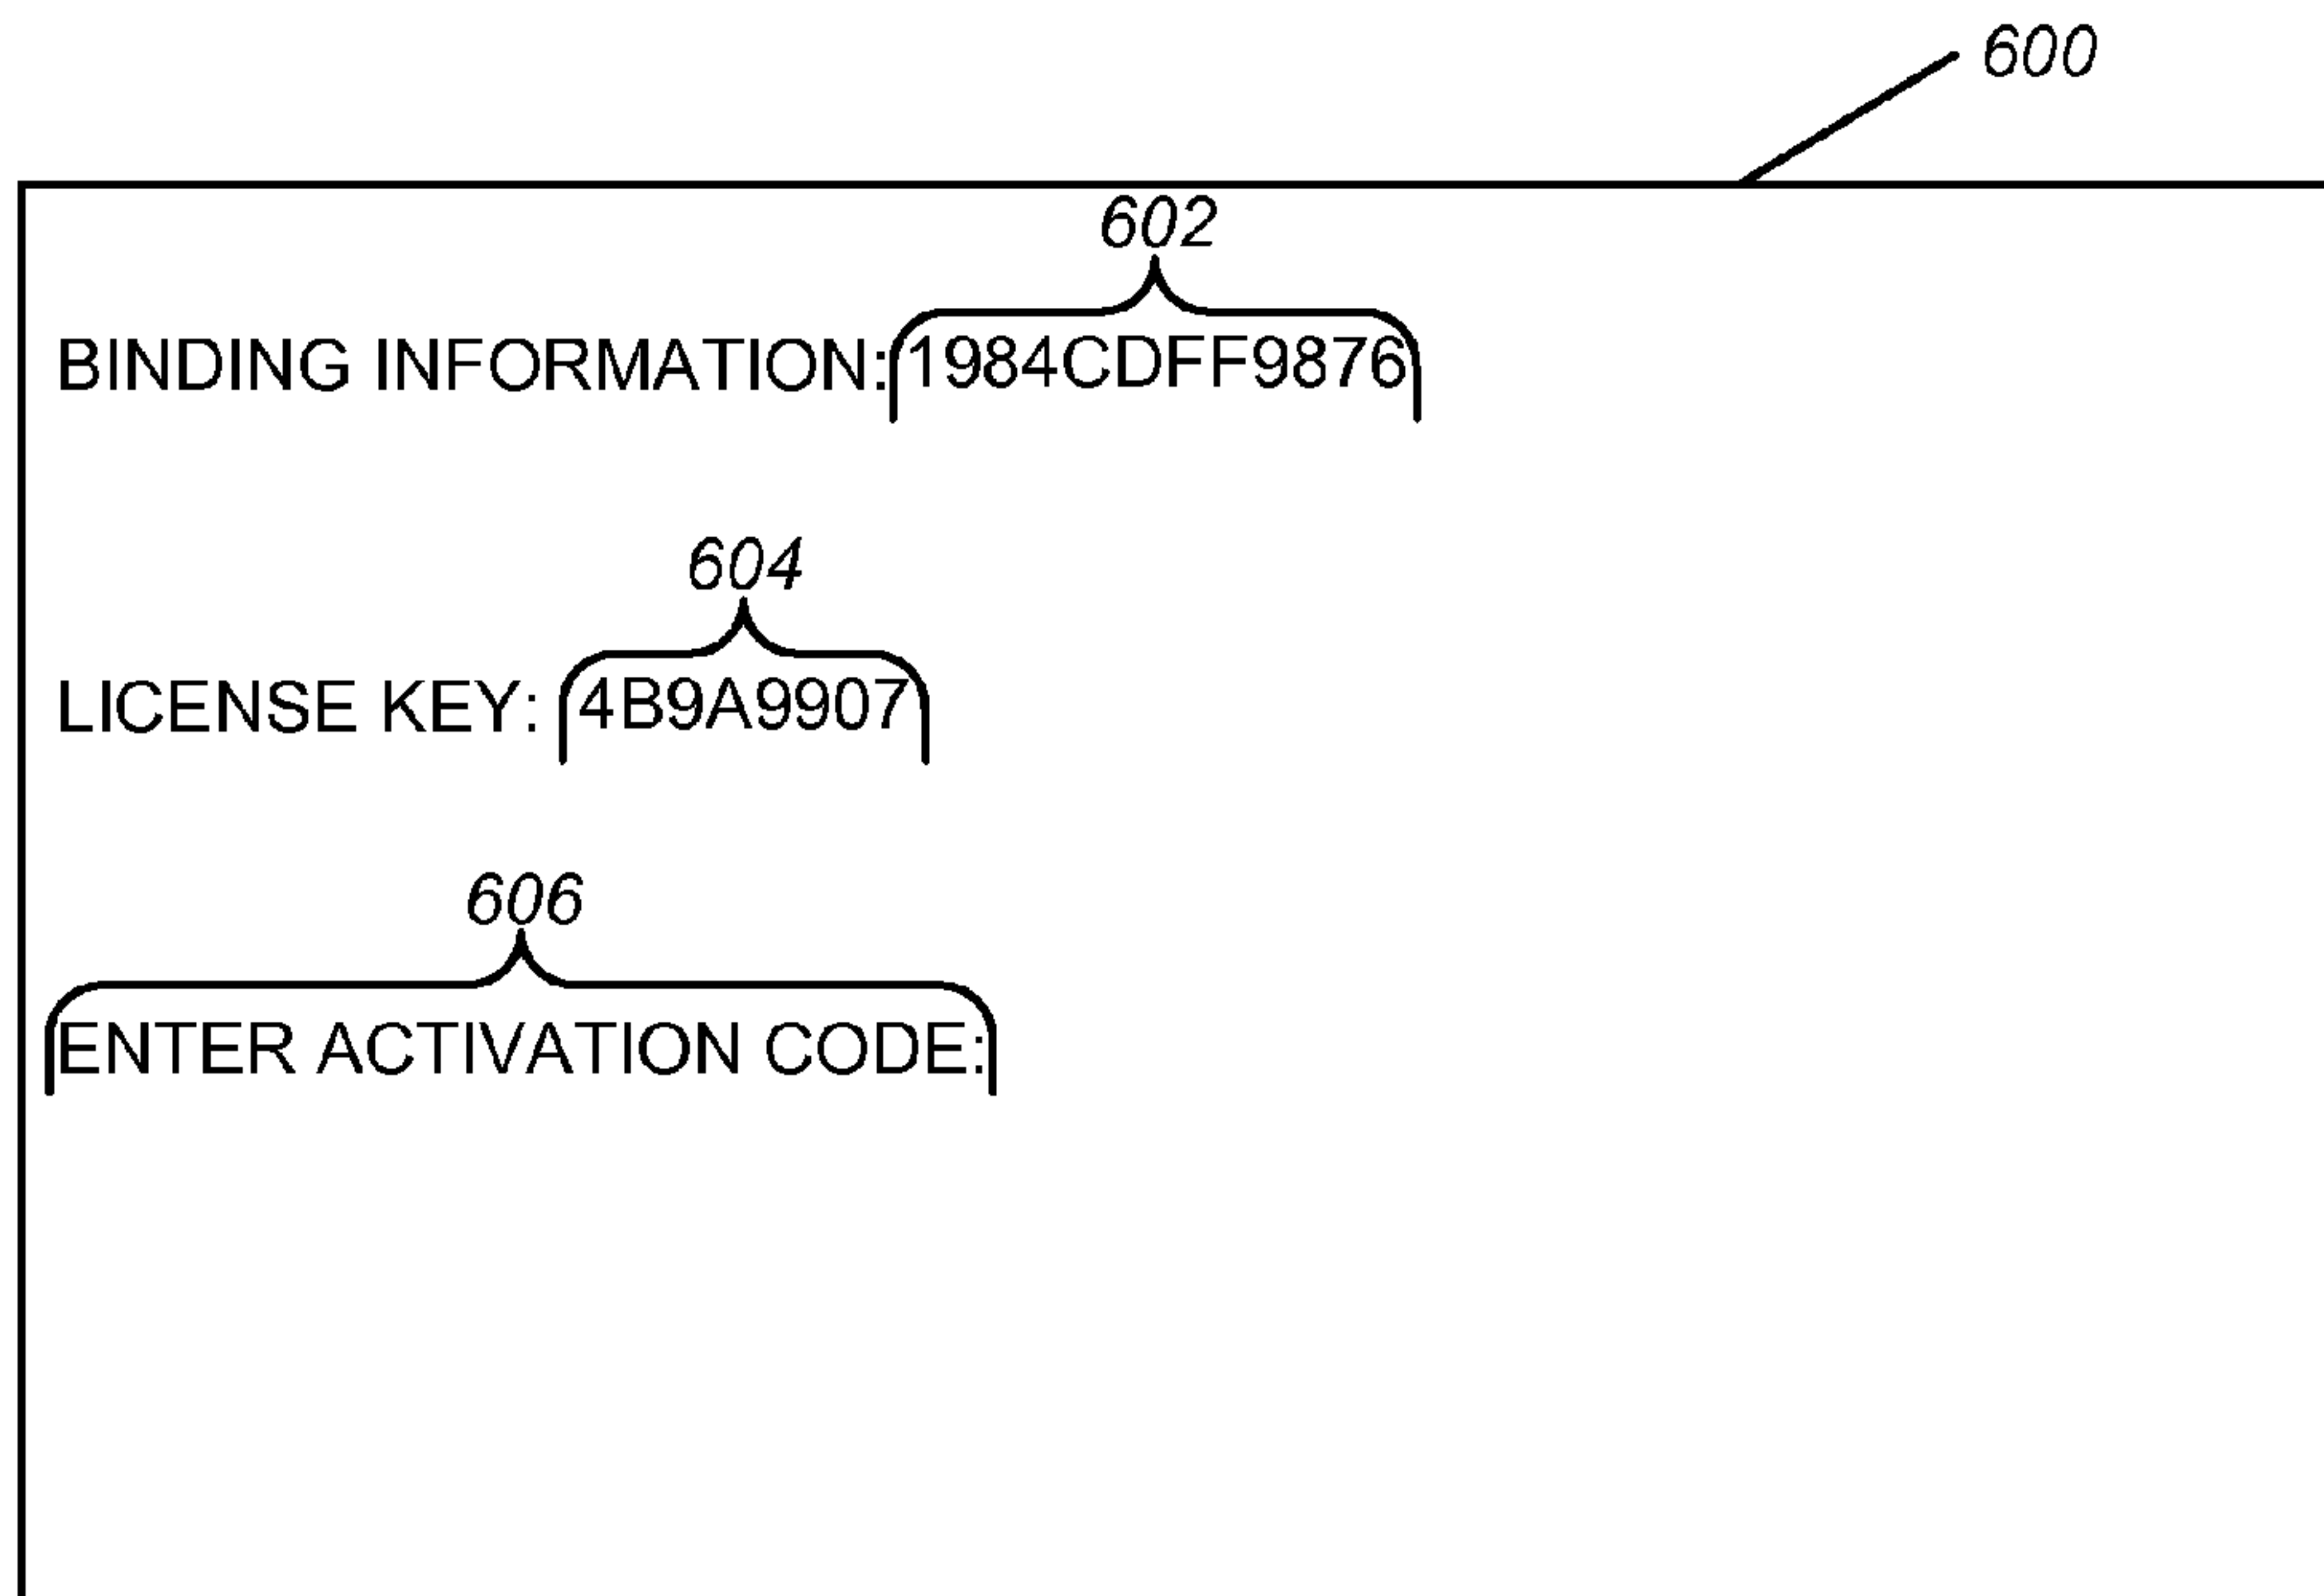 600
602
BINDING INFORMATION: 1984CDFF9876
604
LICENSE KEY: 4B9A9907
606
ENTER ACTIVATION CODE: